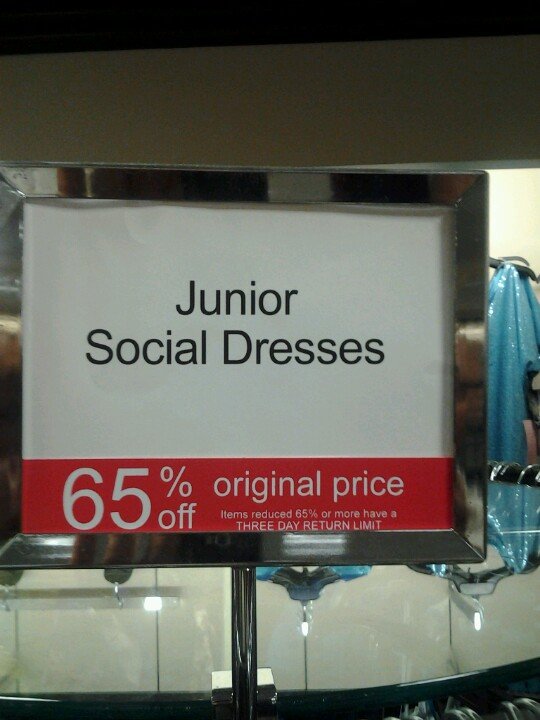 Junior
Social Dresses
65% off
original price
Items reduced 65% or more have a
THREE DAY RETURN LIMIT